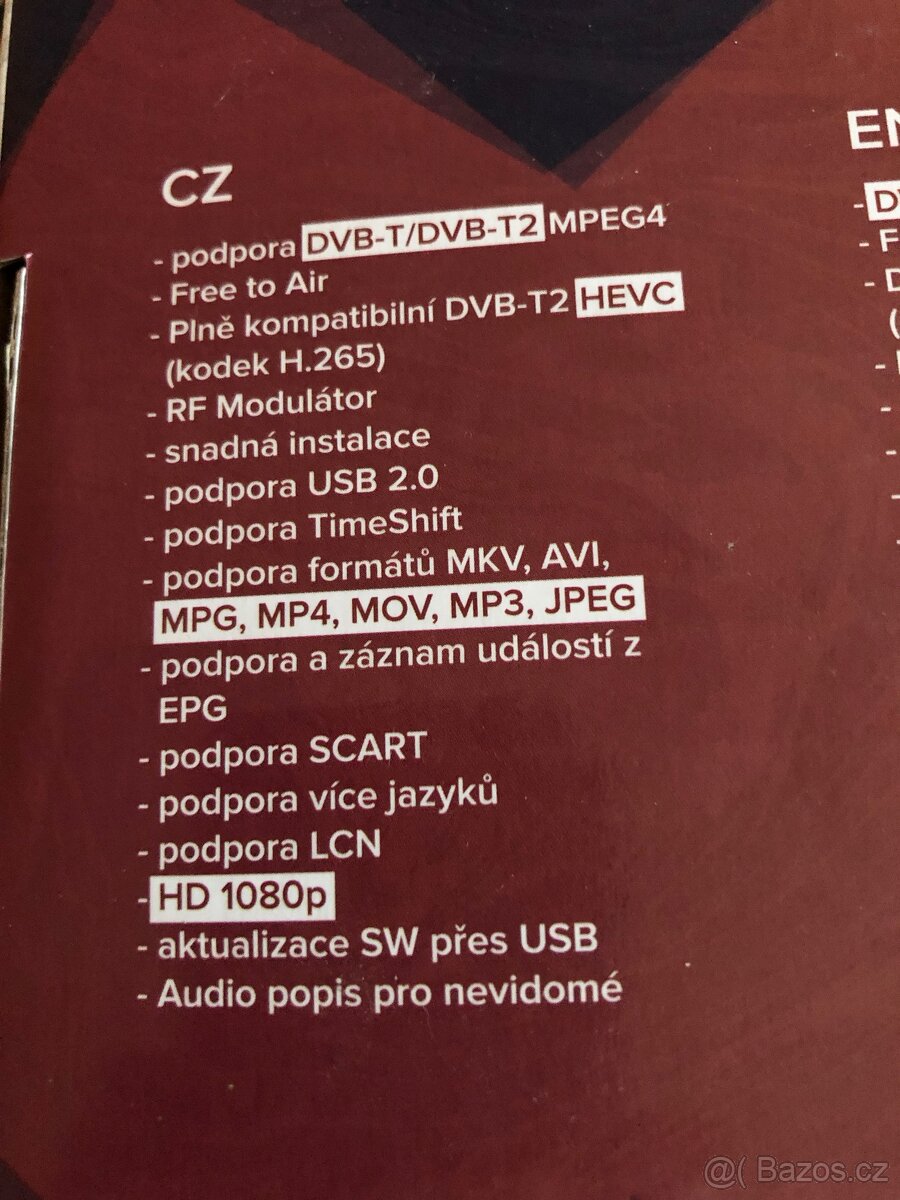 CZ
- podpora DVB-T/DVB-T2 MPEG4
- Free to Air
- Plně kompatibilní DVB-T2 HEVC
(kodek H.265)
- RF Modulátor
- snadná instalace
- podpora USB 2.0
- podpora TimeShift
- podpora formátů MKV, AVI,
MPG, MP4, MOV, MP3, JPEG
- podpora a záznam událostí z
EPG
- podpora SCART
- podpora více jazyků
- podpora LCN
- HD 1080p
- aktualizace SW přes USB
- Audio popis pro nevidomé
EN
@( Bazos.cz